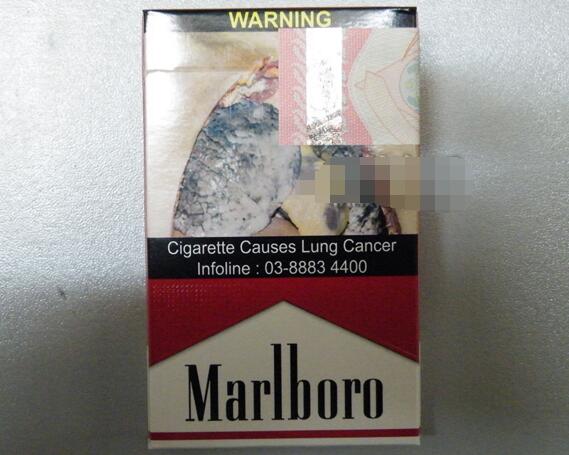 WARNING
Cigarette Causes Lung Cancer
Infoline : 03-8883 4400
Marlboro